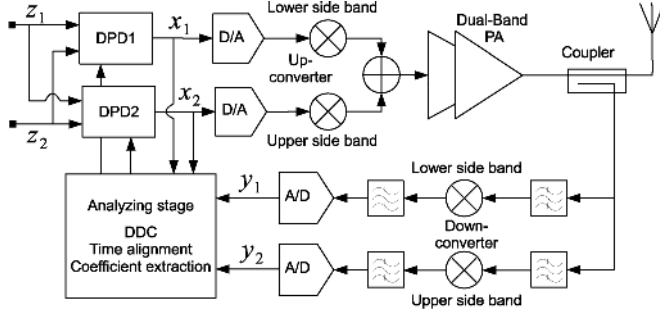 z1
DPD1
x1
D/A
Lower side band
Up-
converter
Dual-Band
PA
Coupler
DPD2
x2
D/A
z2
Upper side band
Analyzing stage
DDC
Time alignment
Coefficient extraction
y1
A/D
Lower side band
Down-
converter
y2
A/D
Upper side band